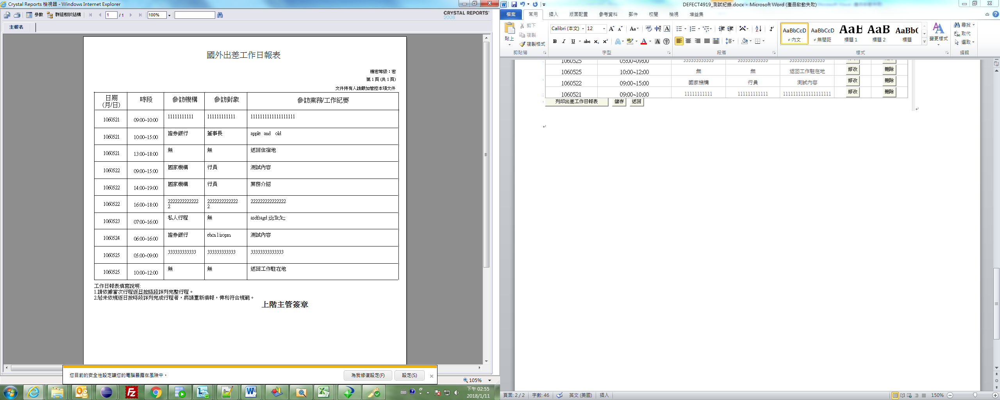 Crystal Reports 檢視器 - Windows Internet Explorer
參數 群組樹狀結構 1 / 1 100%
CRYSTAL REPORTS
2008
主報表
國外出差工作日報表
機密等級：密
第 1 頁 (共 1 頁)
文件持有人請嚴加管控本項文件
日期 (月/日) 時段 參訪機構 參訪對象 參訪業務/工作紀要
1060521 09:00~10:00 11111111111 111111111111 1111111111111111111
1060521 10:00~15:00 證券銀行 董事長 apple and old
1060521 13:00~18:00 無 無 返回住宿地
1060522 09:00~15:00 國家機構 行員 測試內容
1060522 14:00~19:00 國家機構 行員 業務介紹
1060522 16:00~18:00 22222222222222 22222222222222 222222222222222
1060523 07:00~16:00 私人行程 無 asdfsagd j;lj;'lk;'k;;
1060524 06:00~16:00 證券銀行 ebcn l iropm 測試內容
1060525 05:00~09:00 333333333333 333333333333 33333333333333
1060525 10:00~12:00 無 無 返回工作駐在地
工作日報表填寫說明:
1.請依據當次行程逐日按時段詳列完整行程。
2.若未依規逐日按時段詳列完成行程者，將請重新填報，俾利符合規範。
上階主管簽章
您目前的安全性設定讓您的電腦暴露在風險中。
為我修復設定(F) 設定(S)
105%
下午 02:55
2018/1/11
DEFECT4919_測試紀錄.docx - Microsoft Word (產品啟動失敗)
檔案 常用 插入 版面配置 參考資料 郵件 校閱 檢視 增益集
貼上 剪下 複製 複製格式
剪貼簿
Calibri (本文) 12
字型
段落
AaBbCcD AaBbCcD AaB AaB AaBbC
內文 無間距 標題 1 標題 2 標題
變更樣式
樣式
尋找
取代
選取
編輯
1060525 05:00~09:00 333333333333 333333333333 33333333333333 修改 刪除
1060525 10:00~12:00 無 無 返回工作駐在地 修改 刪除
1060522 09:00~15:00 國家機構 行員 測試內容 修改 刪除
1060521 09:00~10:00 11111111111 111111111111 1111111111111111111 修改 刪除
列印出差工作日報表 儲存 返回
頁面: 2 / 2 字數: 46 英文 (美國) 插入 150%